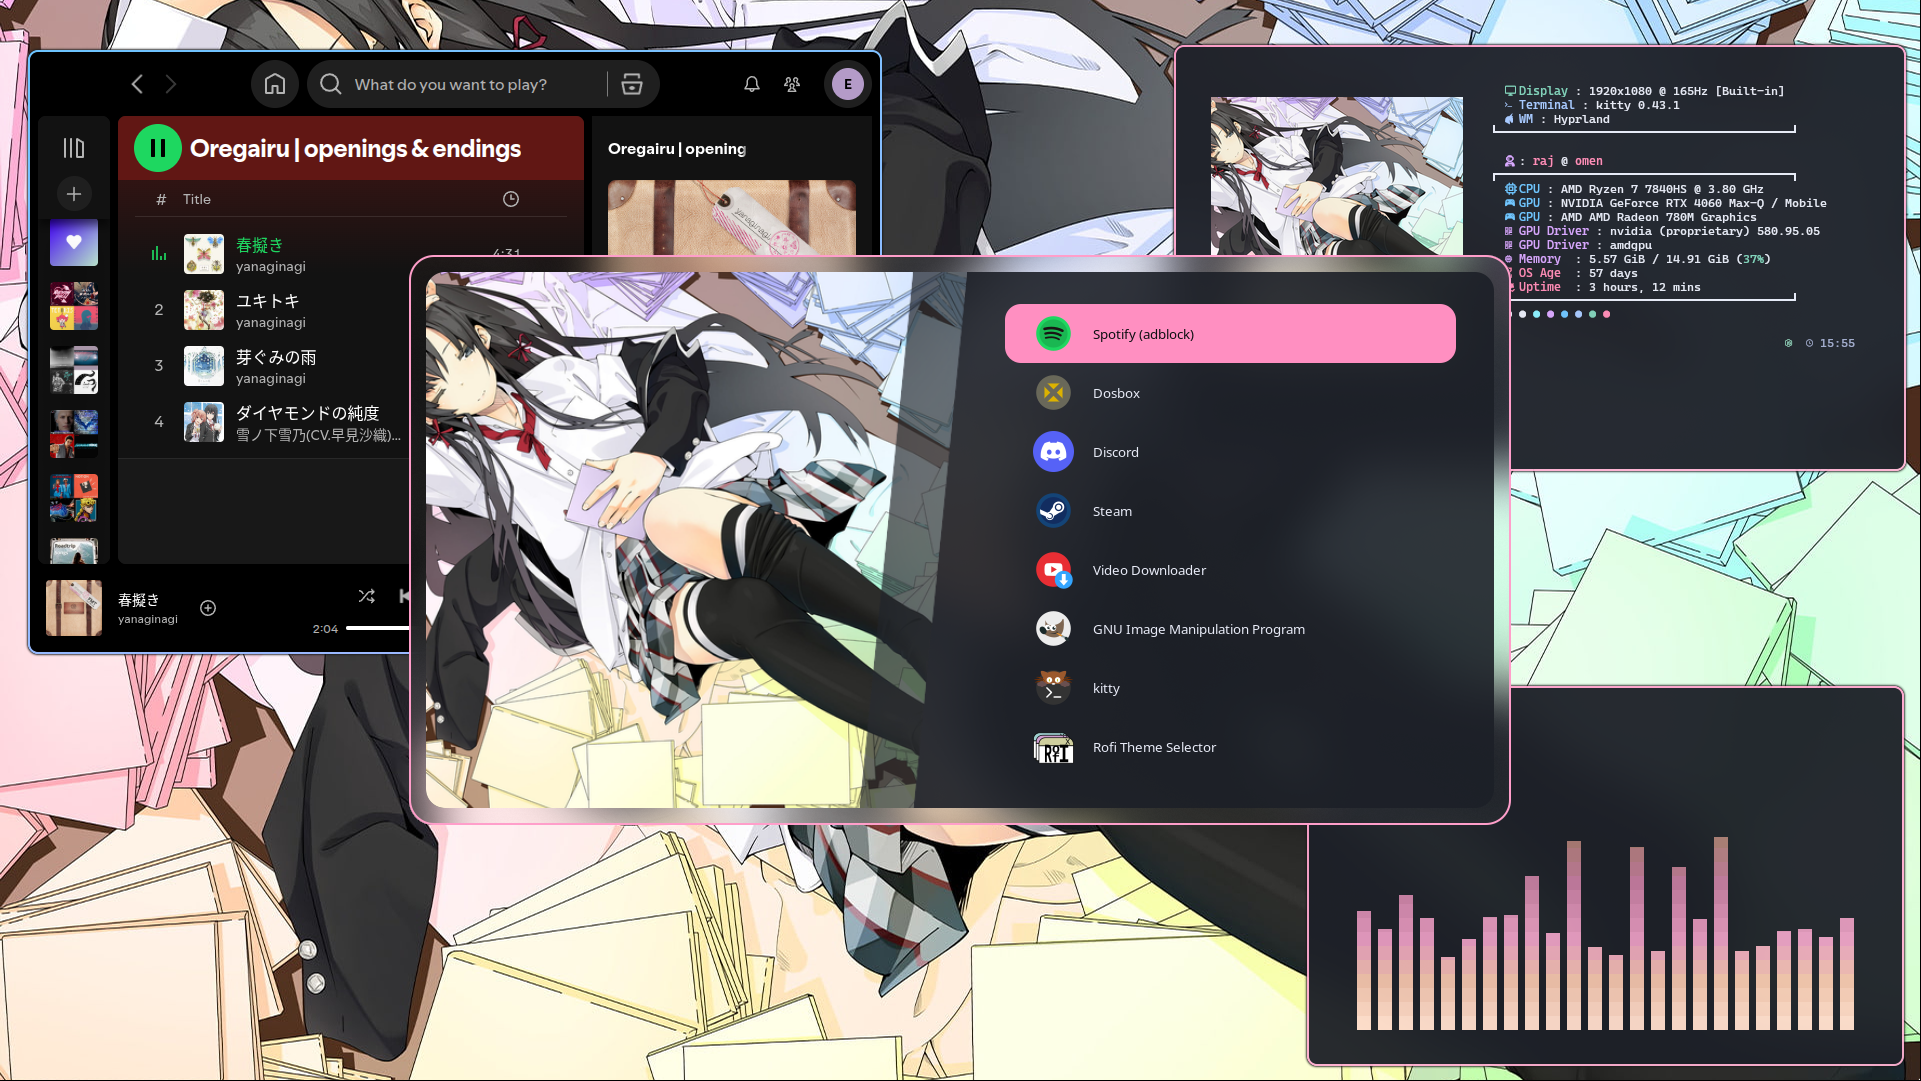 What do you want to play?
E
Oregairu | openings & endings
# Title
春擬き
yanaginagi
4:31
2
ユキトキ
yanaginagi
3
芽ぐみの雨
yanaginagi
4
ダイヤモンドの純度
雪ノ下雪乃(CV.早見沙織)...
Oregairu | opening
yanaginagi
Roadtrip
春擬き
yanaginagi
2:04
Spotify (adblock)
Dosbox
Discord
Steam
Video Downloader
GNU Image Manipulation Program
kitty
Rofi Theme Selector
Display : 1920x1080 @ 165Hz [Built-in]
Terminal : kitty 0.43.1
WM : Hyprland
: raj @ omen
CPU : AMD Ryzen 7 7840HS @ 3.80 GHz
GPU : NVIDIA GeForce RTX 4060 Max-Q / Mobile
GPU : AMD AMD Radeon 780M Graphics
GPU Driver : nvidia (proprietary) 580.95.05
GPU Driver : amdgpu
Memory : 5.57 GiB / 14.91 GiB (37%)
OS Age : 57 days
Uptime : 3 hours, 12 mins
15:55